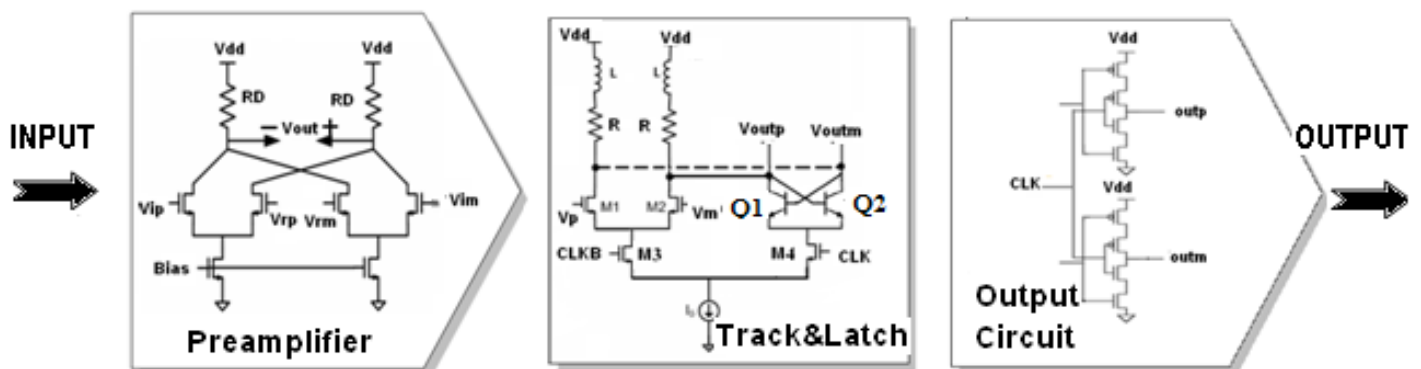 INPUT
Vdd Vdd
RD RD
− Vout +
Vip Vrp Vrm Vim
Bias
Preamplifier
Vdd Vdd
L L
R R
Voutp Voutm
Vp M1 M2 Vm Q1 Q2
CLKB M3 M4 CLK
Track&Latch
Vdd
outp
CLK
Vdd
outm
Output
Circuit
OUTPUT